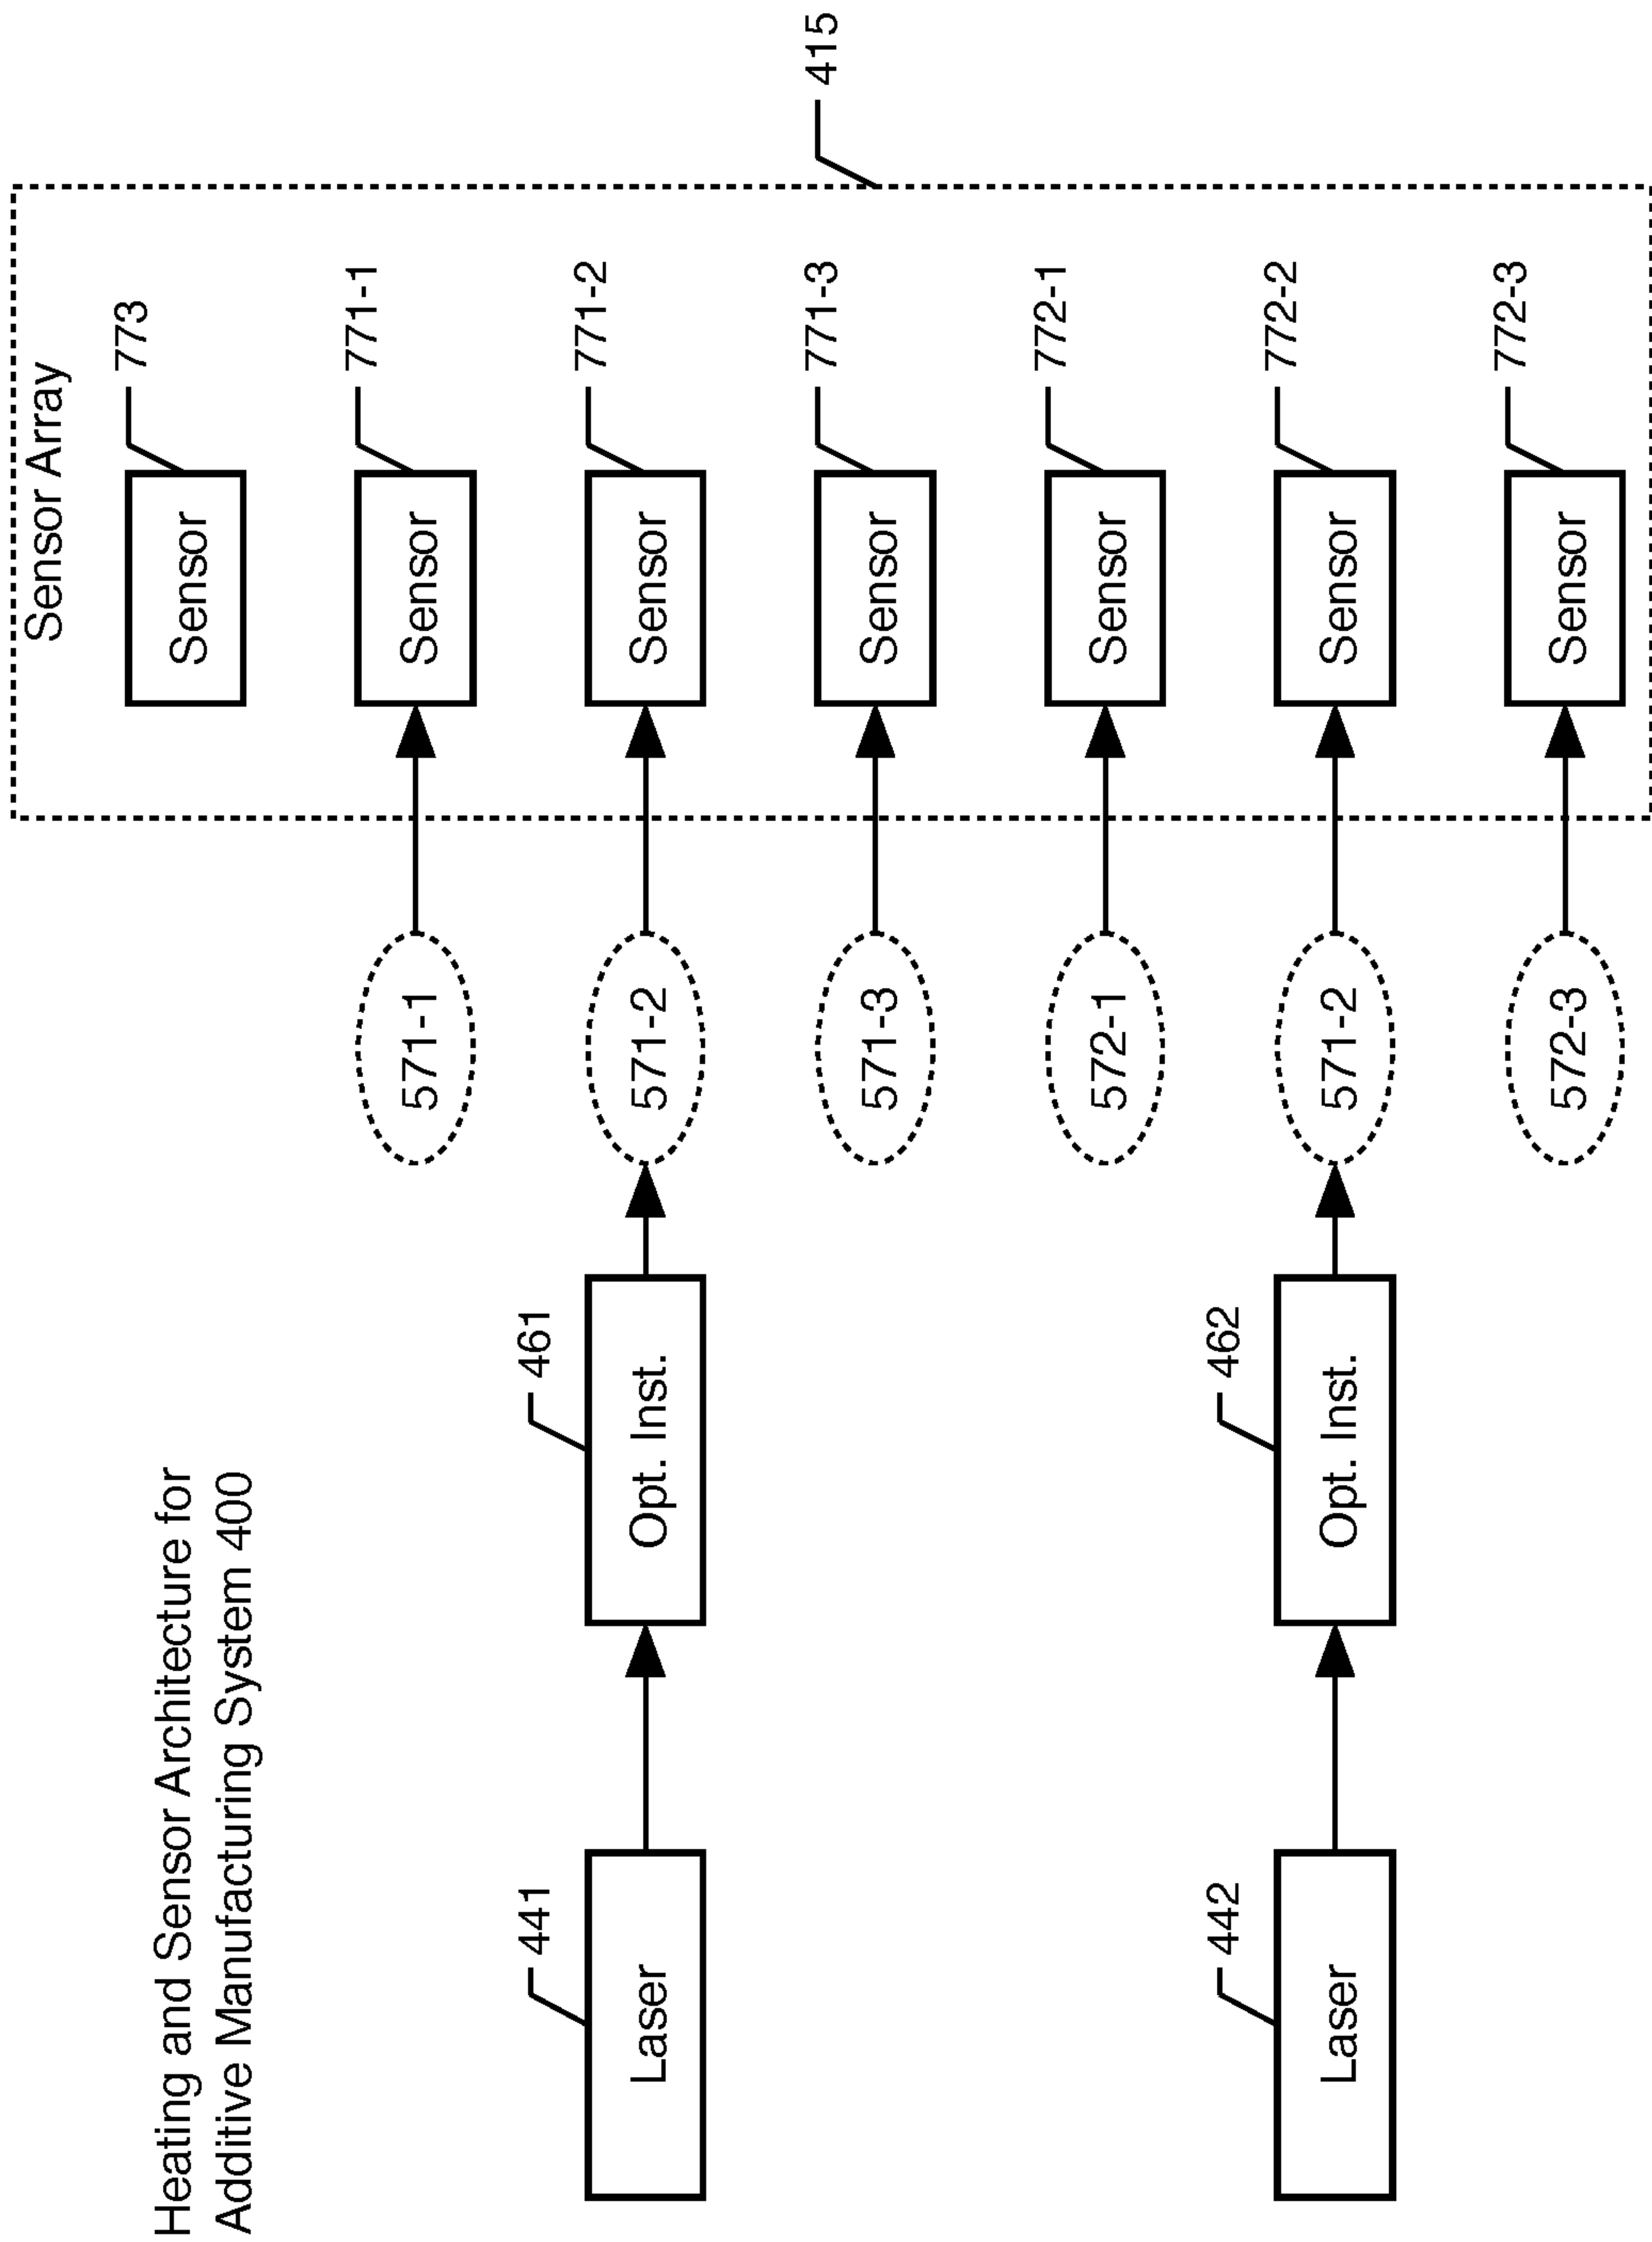 Heating and Sensor Architecture for
Additive Manufacturing System 400
Sensor Array
415
Sensor
773
571-1
Sensor
771-1
Laser
441
Opt. Inst.
461
571-2
Sensor
771-2
571-3
Sensor
771-3
572-1
Sensor
772-1
Laser
442
Opt. Inst.
462
571-2
Sensor
772-2
572-3
Sensor
772-3